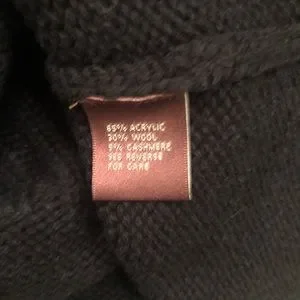 65% ACRYLIC
30% WOOL
5% CASHMERE
SEE REVERSE
FOR CARE